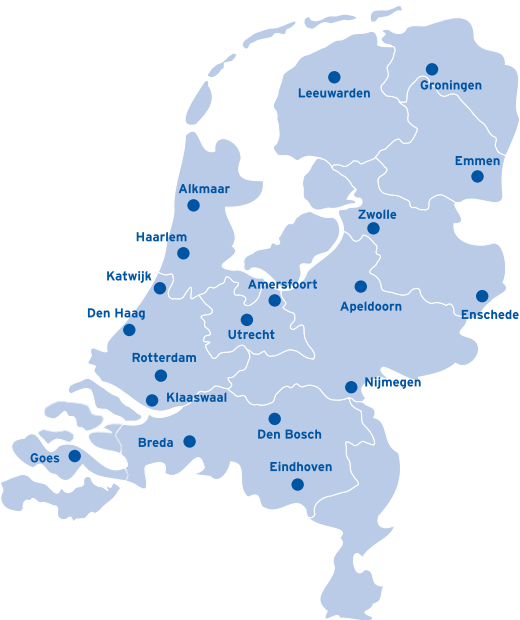 Groningen
Leeuwarden
Emmen
Alkmaar
Zwolle
Haarlem
Katwijk
Amersfoort
Apeldoorn
Den Haag
Enschede
Utrecht
Rotterdam
Nijmegen
Klaaswaal
Den Bosch
Breda
Goes
Eindhoven